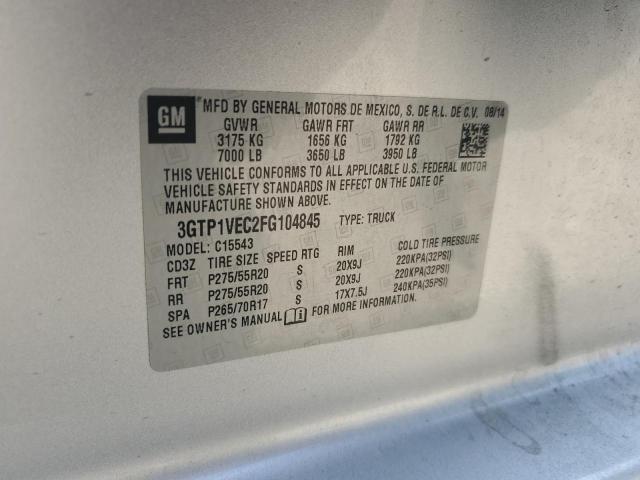 GM
MFD BY GENERAL MOTORS DE MEXICO, S. DE R.L. DE C.V. 08/14
GVWR GAWR FRT GAWR RR
3175 KG 1656 KG 1792 KG
7000 LB 3650 LB 3950 LB
THIS VEHICLE CONFORMS TO ALL APPLICABLE U.S. FEDERAL MOTOR
VEHICLE SAFETY STANDARDS IN EFFECT ON THE DATE OF
MANUFACTURE SHOWN ABOVE.
3GTP1VEC2FG104845 TYPE: TRUCK
MODEL: C15543
CD3Z TIRE SIZE SPEED RTG RIM COLD TIRE PRESSURE
FRT P275/55R20 S 20X9J 220KPA(32PSI)
RR P275/55R20 S 20X9J 220KPA(32PSI)
SPA P265/70R17 S 17X7.5J 240KPA(35PSI)
SEE OWNER'S MANUAL FOR MORE INFORMATION.